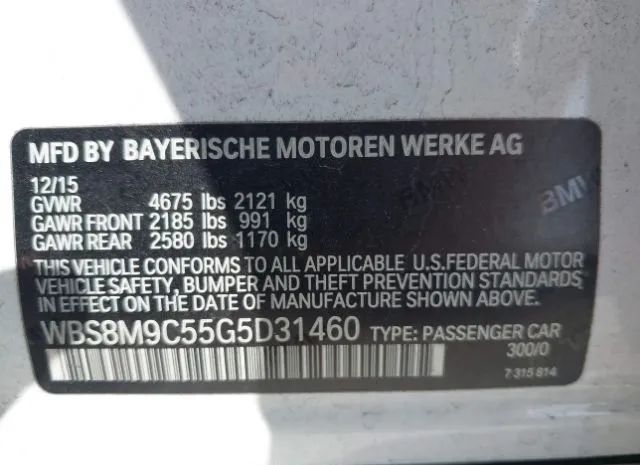 MFD BY BAYERISCHE MOTOREN WERKE AG
12/15
GVWR 4675 lbs 2121 kg
GAWR FRONT 2185 lbs 991 kg
GAWR REAR 2580 lbs 1170 kg
THIS VEHICLE CONFORMS TO ALL APPLICABLE U.S.FEDERAL MOTOR
VEHICLE SAFETY, BUMPER AND THEFT PREVENTION STANDARDS
IN EFFECT ON THE DATE OF MANUFACTURE SHOWN ABOVE.
WBS8M9C55G5D31460 TYPE: PASSENGER CAR
300/0
7 315 814
BMW
BMW